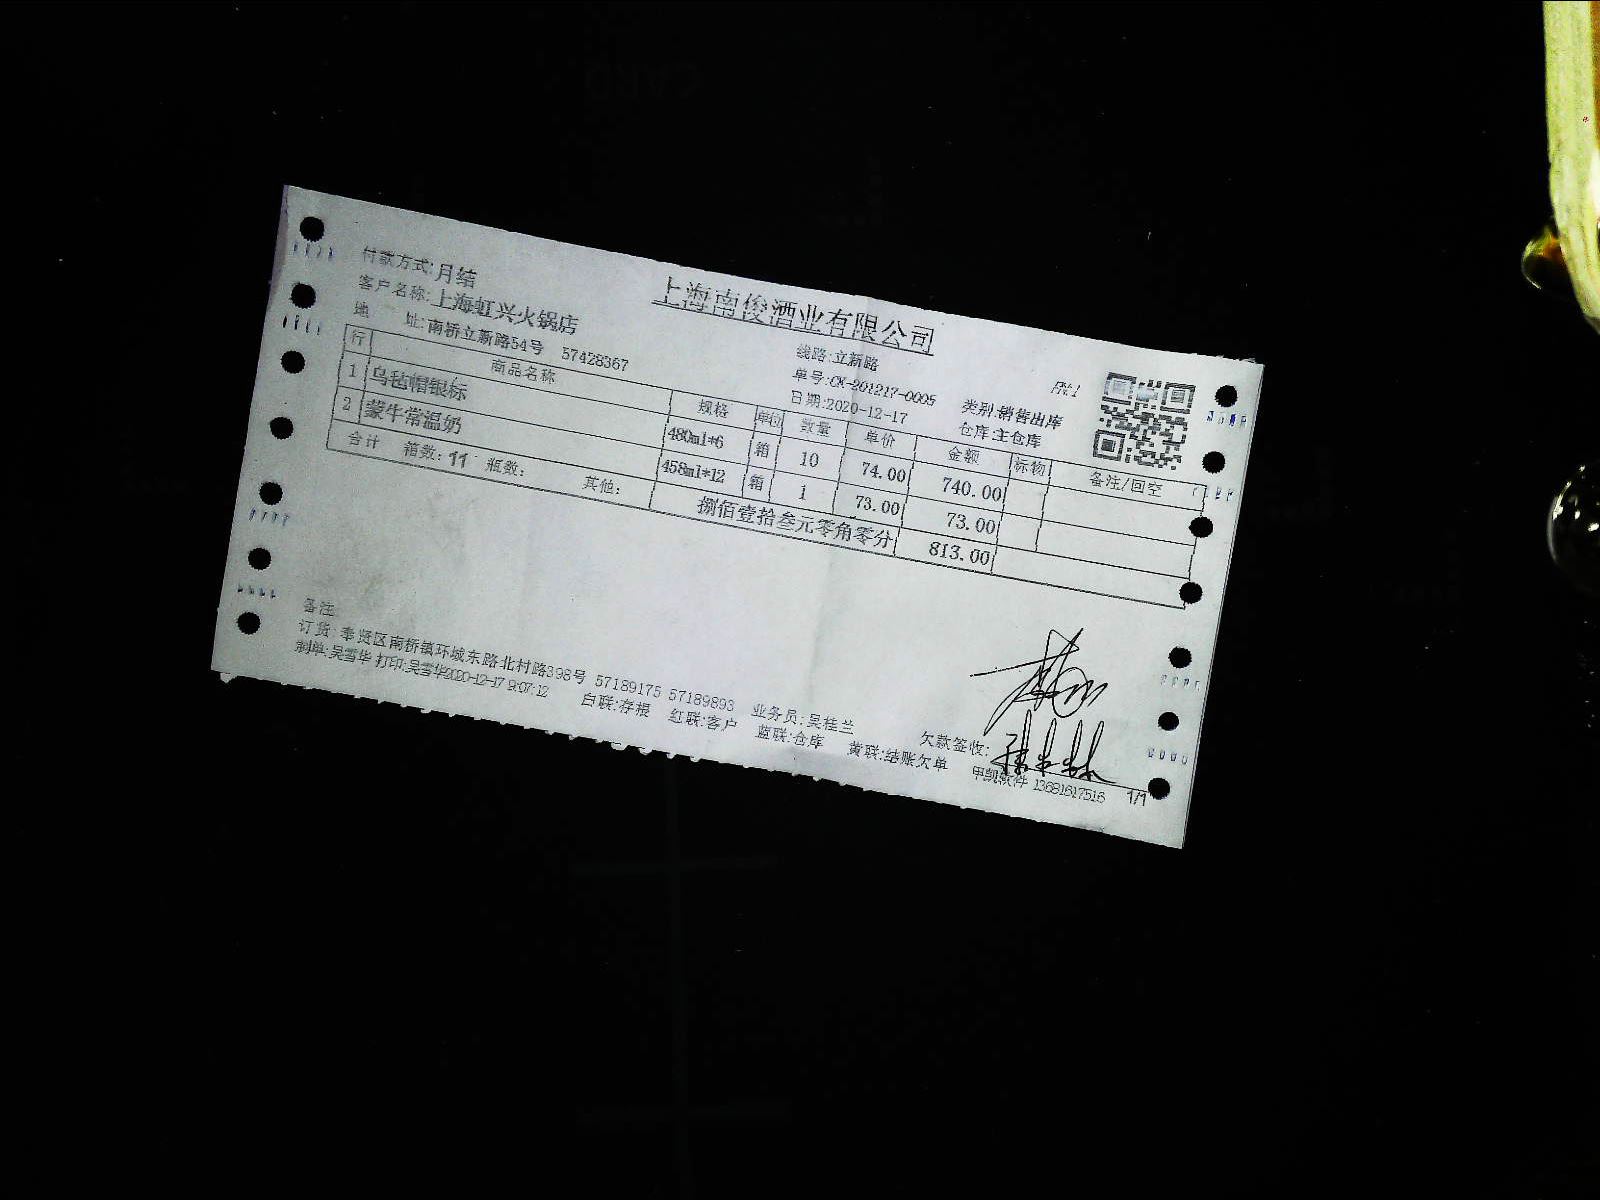 上海南俊酒业有限公司
付款方式:月结
客户名称:上海虹兴火锅店
地 址:南桥立新路54号 57428367
线路:立新路
单号:CK-201217-0005 类别:销售出库
日期:2020-12-17 仓库:主仓库
行 商品名称 规格 单位 数量 单价 金额 标物 备注/回空
1 乌毡帽银标 480ml*6 箱 10 74.00 740.00
2 蒙牛常温奶 458ml*12 箱 1 73.00 73.00
合计 箱数: 11 瓶数: 其他: 捌佰壹拾叁元零角零分 813.00
备注
订货: 奉贤区南桥镇环城东路北村路398号 57189175 57189893 业务员:吴桂兰 欠款签收:
制单:吴雪华 打印:吴雪华2020-12-17 9:07:12 白联:存根 红联:客户 蓝联:仓库 黄联:结账欠单 甲凯软件 13681617516 1/1